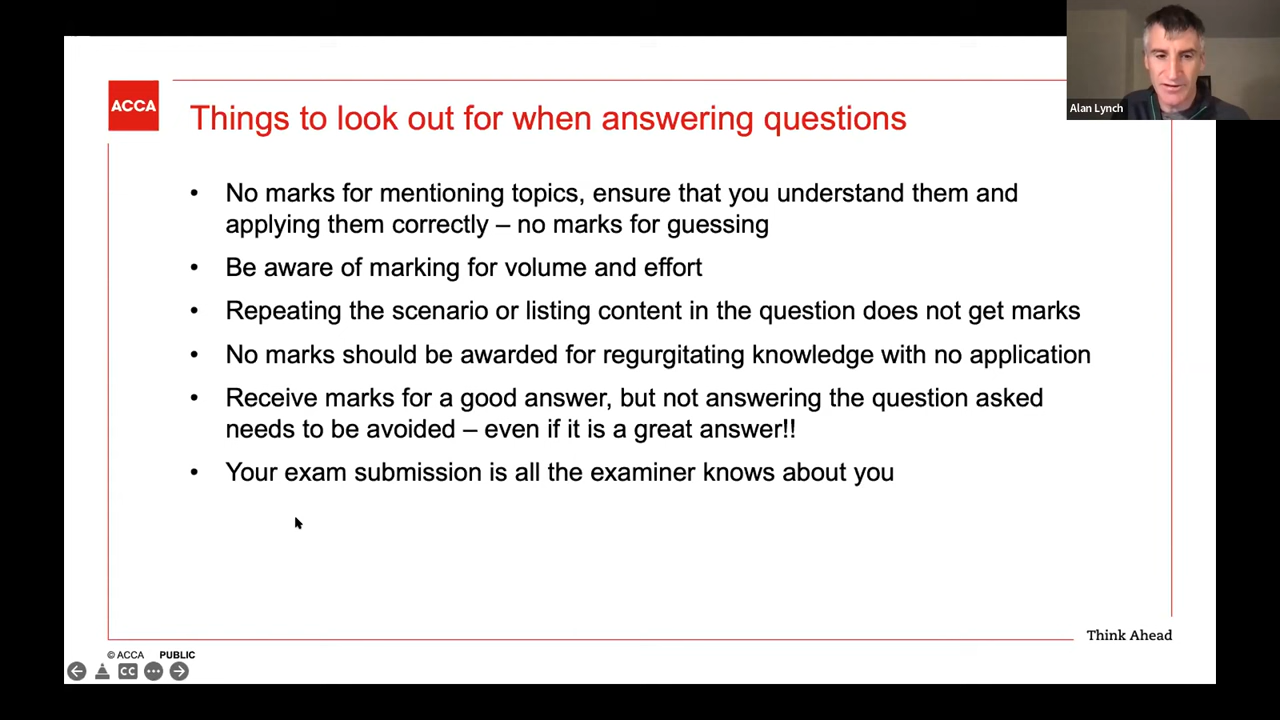 ACCA
Things to look out for when answering questions
Alan Lynch
• No marks for mentioning topics, ensure that you understand them and
applying them correctly – no marks for guessing
• Be aware of marking for volume and effort
• Repeating the scenario or listing content in the question does not get marks
• No marks should be awarded for regurgitating knowledge with no application
• Receive marks for a good answer, but not answering the question asked
needs to be avoided – even if it is a great answer!!
• Your exam submission is all the examiner knows about you
Think Ahead
© ACCA PUBLIC
CC